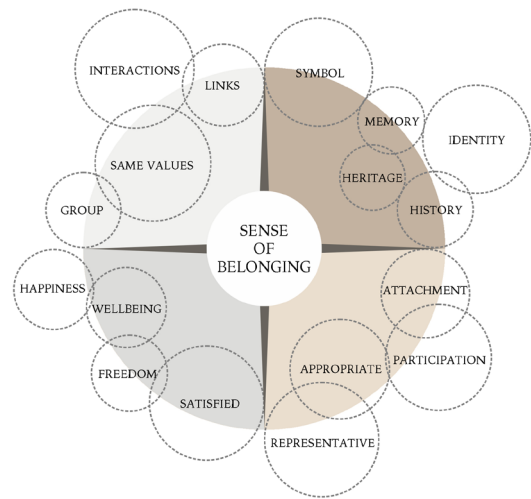 INTERACTIONS
LINKS
SYMBOL
MEMORY
IDENTITY
SAME VALUES
HERITAGE
GROUP
HISTORY
SENSE
OF
BELONGING
HAPPINESS
WELLBEING
ATTACHMENT
FREEDOM
APPROPRIATE
PARTICIPATION
SATISFIED
REPRESENTATIVE